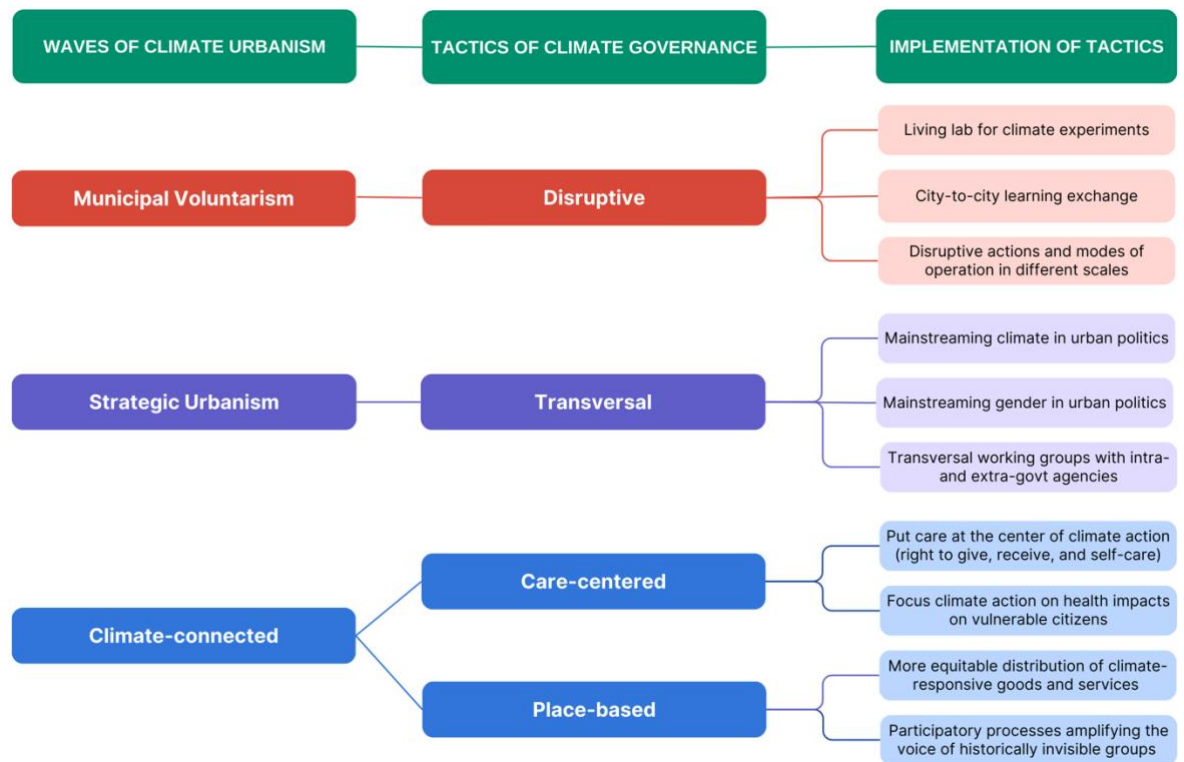 WAVES OF CLIMATE URBANISM
TACTICS OF CLIMATE GOVERNANCE
IMPLEMENTATION OF TACTICS
Municipal Voluntarism
Disruptive
Living lab for climate experiments
City-to-city learning exchange
Disruptive actions and modes of
operation in different scales
Strategic Urbanism
Transversal
Mainstreaming climate in urban politics
Mainstreaming gender in urban politics
Transversal working groups with intra-
and extra-govt agencies
Climate-connected
Care-centered
Put care at the center of climate action
(right to give, receive, and self-care)
Focus climate action on health impacts
on vulnerable citizens
Place-based
More equitable distribution of climate-
responsive goods and services
Participatory processes amplifying the
voice of historically invisible groups